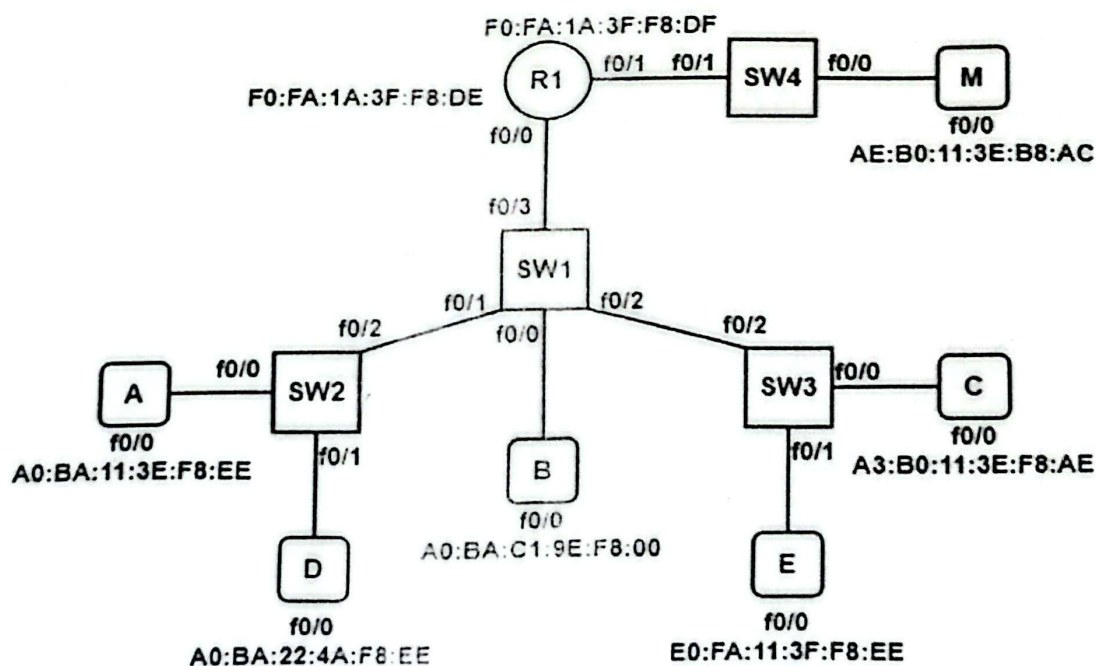 F0:FA:1A:3F:F8:DF
R1
f0/1
f0/1
SW4
f0/0
M
F0:FA:1A:3F:F8:DE
f0/0
f0/0
AE:B0:11:3E:B8:AC
f0/3
SW1
f0/1
f0/2
f0/0
f0/2
f0/2
A
f0/0
SW2
SW3
f0/0
C
f0/0
A0:BA:11:3E:F8:EE
f0/1
B
f0/0
A0:BA:C1:9E:F8:00
f0/1
f0/0
A3:B0:11:3E:F8:AE
D
f0/0
A0:BA:22:4A:F8:EE
E
f0/0
E0:FA:11:3F:F8:EE